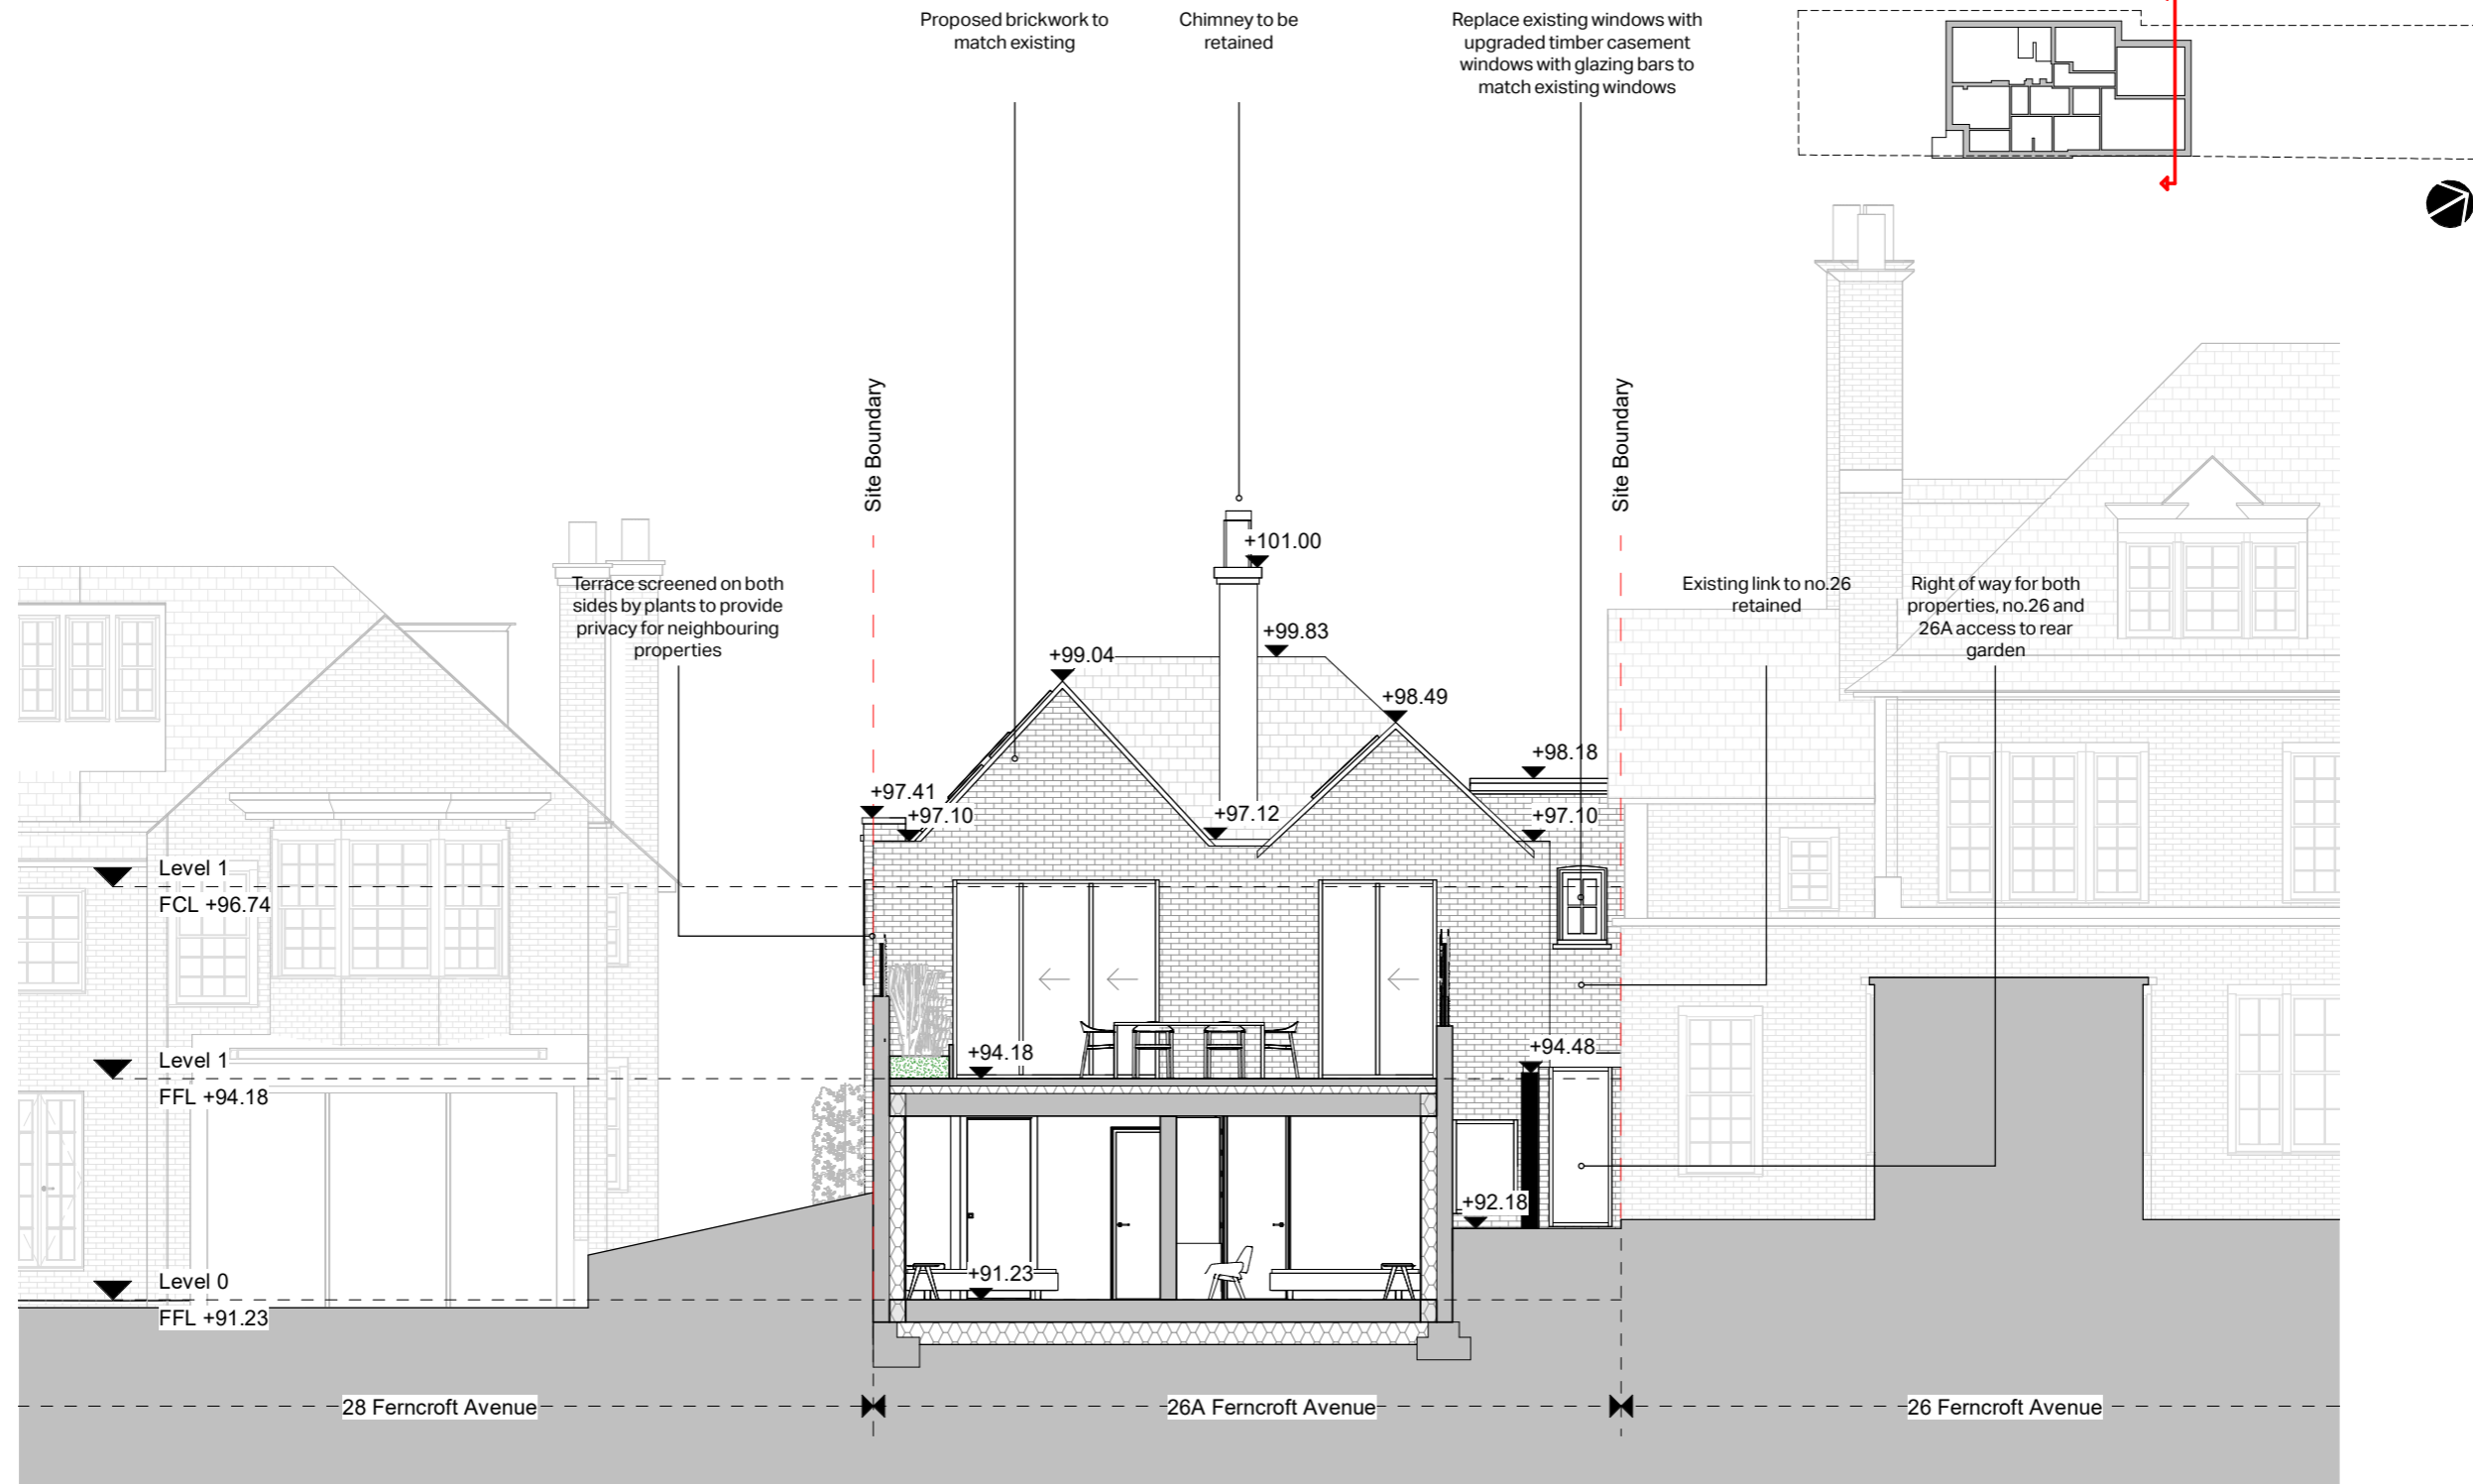 Proposed brickwork to
match existing
Chimney to be
retained
Replace existing windows with
upgraded timber casement
windows with glazing bars to
match existing windows
Site Boundary
Site Boundary
+101.00
Terrace screened on both
sides by plants to provide
privacy for neighbouring
properties
Existing link to no.26
retained
Right of way for both
properties, no.26 and
26A access to rear
garden
+99.83
+99.04
+98.49
+98.18
+97.41
+97.10
+97.12
+97.10
Level 1
FCL +96.74
Level 1
FFL +94.18
+94.18
+94.48
+92.18
Level 0
FFL +91.23
+91.23
28 Ferncroft Avenue
26A Ferncroft Avenue
26 Ferncroft Avenue